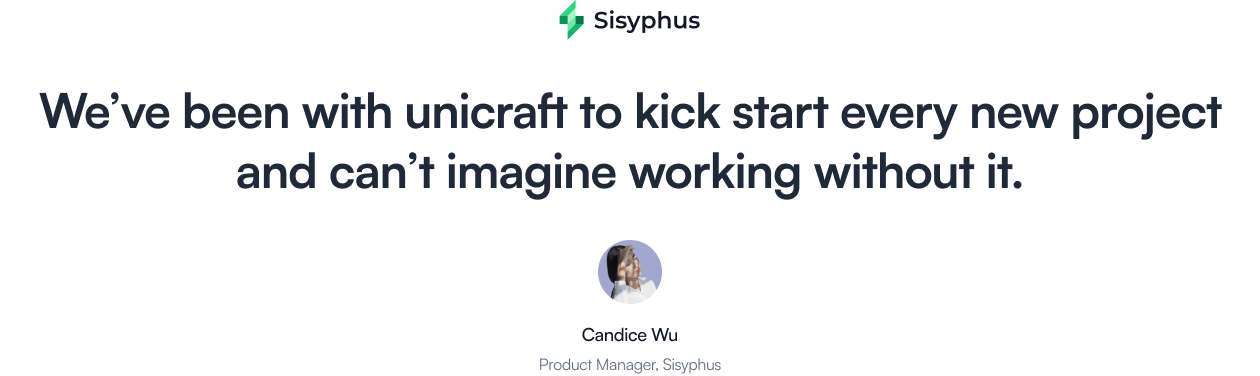 Sisyphus
We’ve been with unicraft to kick start every new project
and can’t imagine working without it.
Candice Wu
Product Manager, Sisyphus